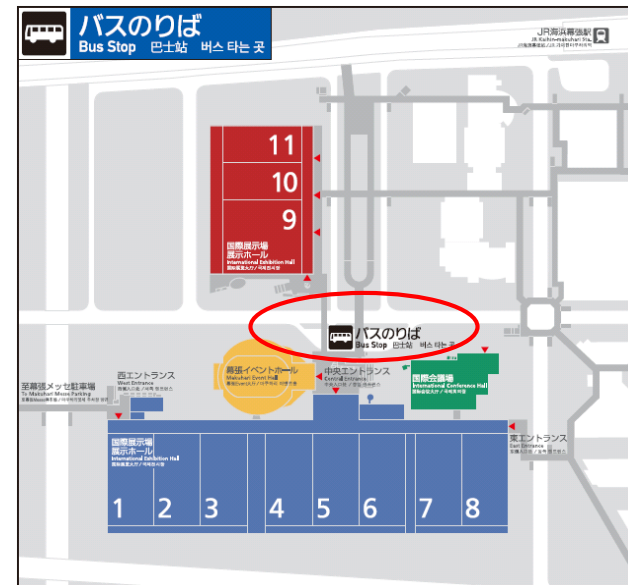 バスのりば
Bus Stop 巴士站 버스 타는 곳
JR海浜幕張駅
JR Kaihin-makuhari Sta.
11
10
9
国際展示場
展示ホール
International Exhibition Hall
バスのりば
Bus Stop 巴士站 버스 타는 곳
幕張イベントホール
Makuhari Event Hall
中央エントランス
Central Entrance
国際会議場
International Conference Hall
西エントランス
West Entrance
至幕張メッセ駐車場
To Makuhari Messe Parking
東エントランス
East Entrance
国際展示場
展示ホール
International Exhibition Hall
1 2 3 4 5 6 7 8